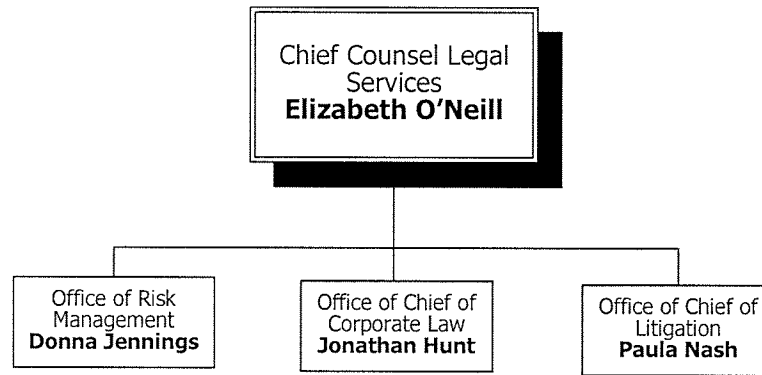 Chief Counsel Legal
Services
Elizabeth O'Neill
Office of Risk
Management
Donna Jennings
Office of Chief of
Corporate Law
Jonathan Hunt
Office of Chief of
Litigation
Paula Nash